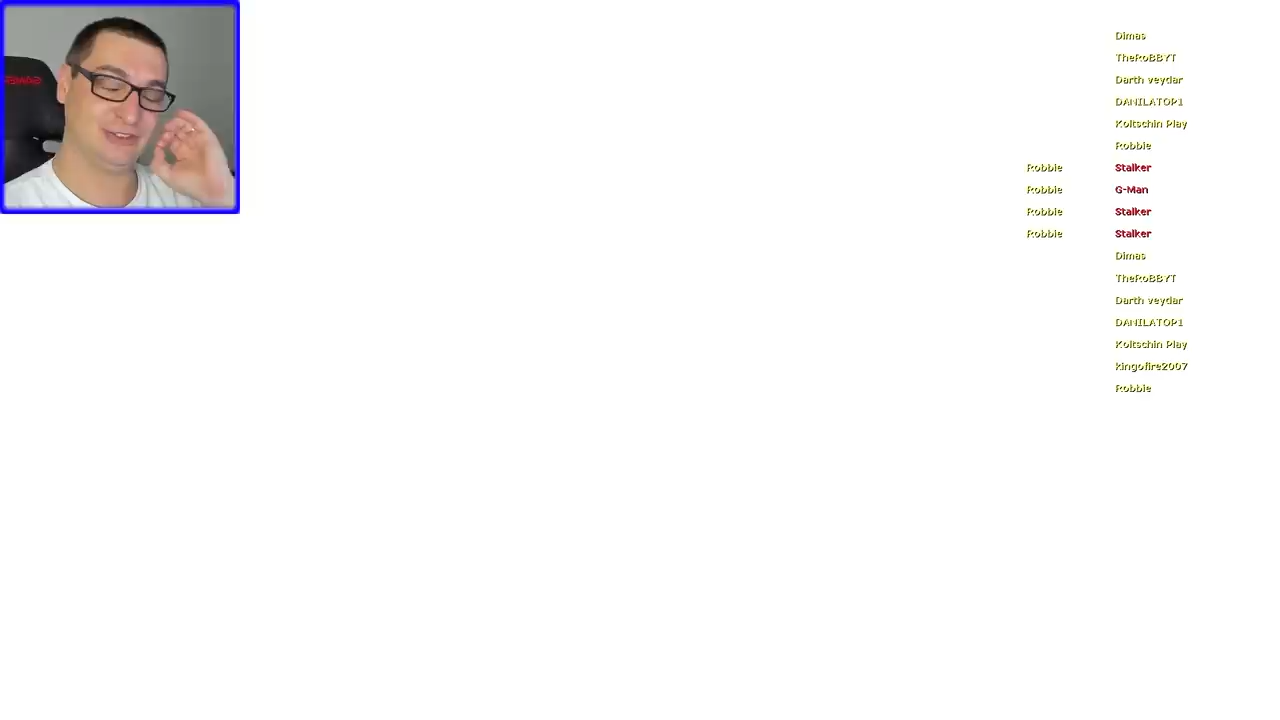 Dimas
TheRoBBYT
Darth veydar
DANILATOP1
Koltschin Play
Robbie
Robbie Stalker
Robbie G-Man
Robbie Stalker
Robbie Stalker
Dimas
TheRoBBYT
Darth veydar
DANILATOP1
Koltschin Play
kingofire2007
Robbie